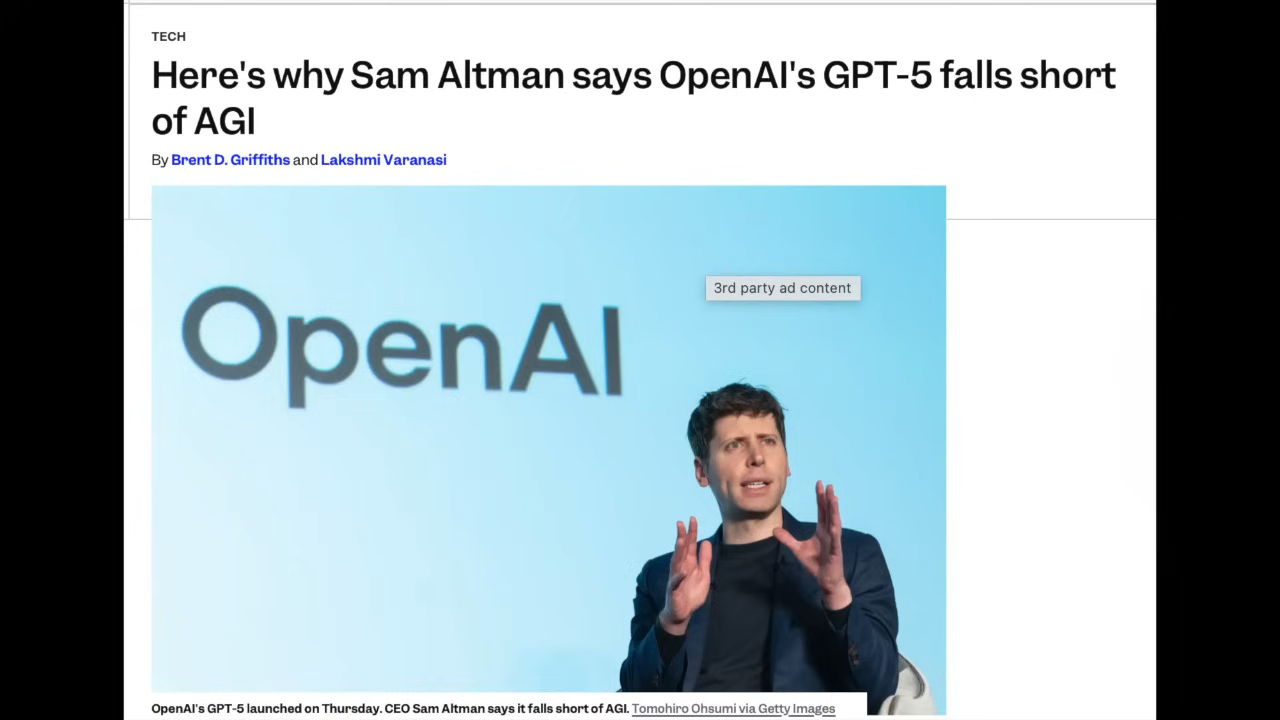 TECH
Here's why Sam Altman says OpenAI's GPT-5 falls short
of AGI
By Brent D. Griffiths and Lakshmi Varanasi
OpenAI
3rd party ad content
OpenAI's GPT-5 launched on Thursday. CEO Sam Altman says it falls short of AGI. Tomohiro Ohsumi via Getty Images